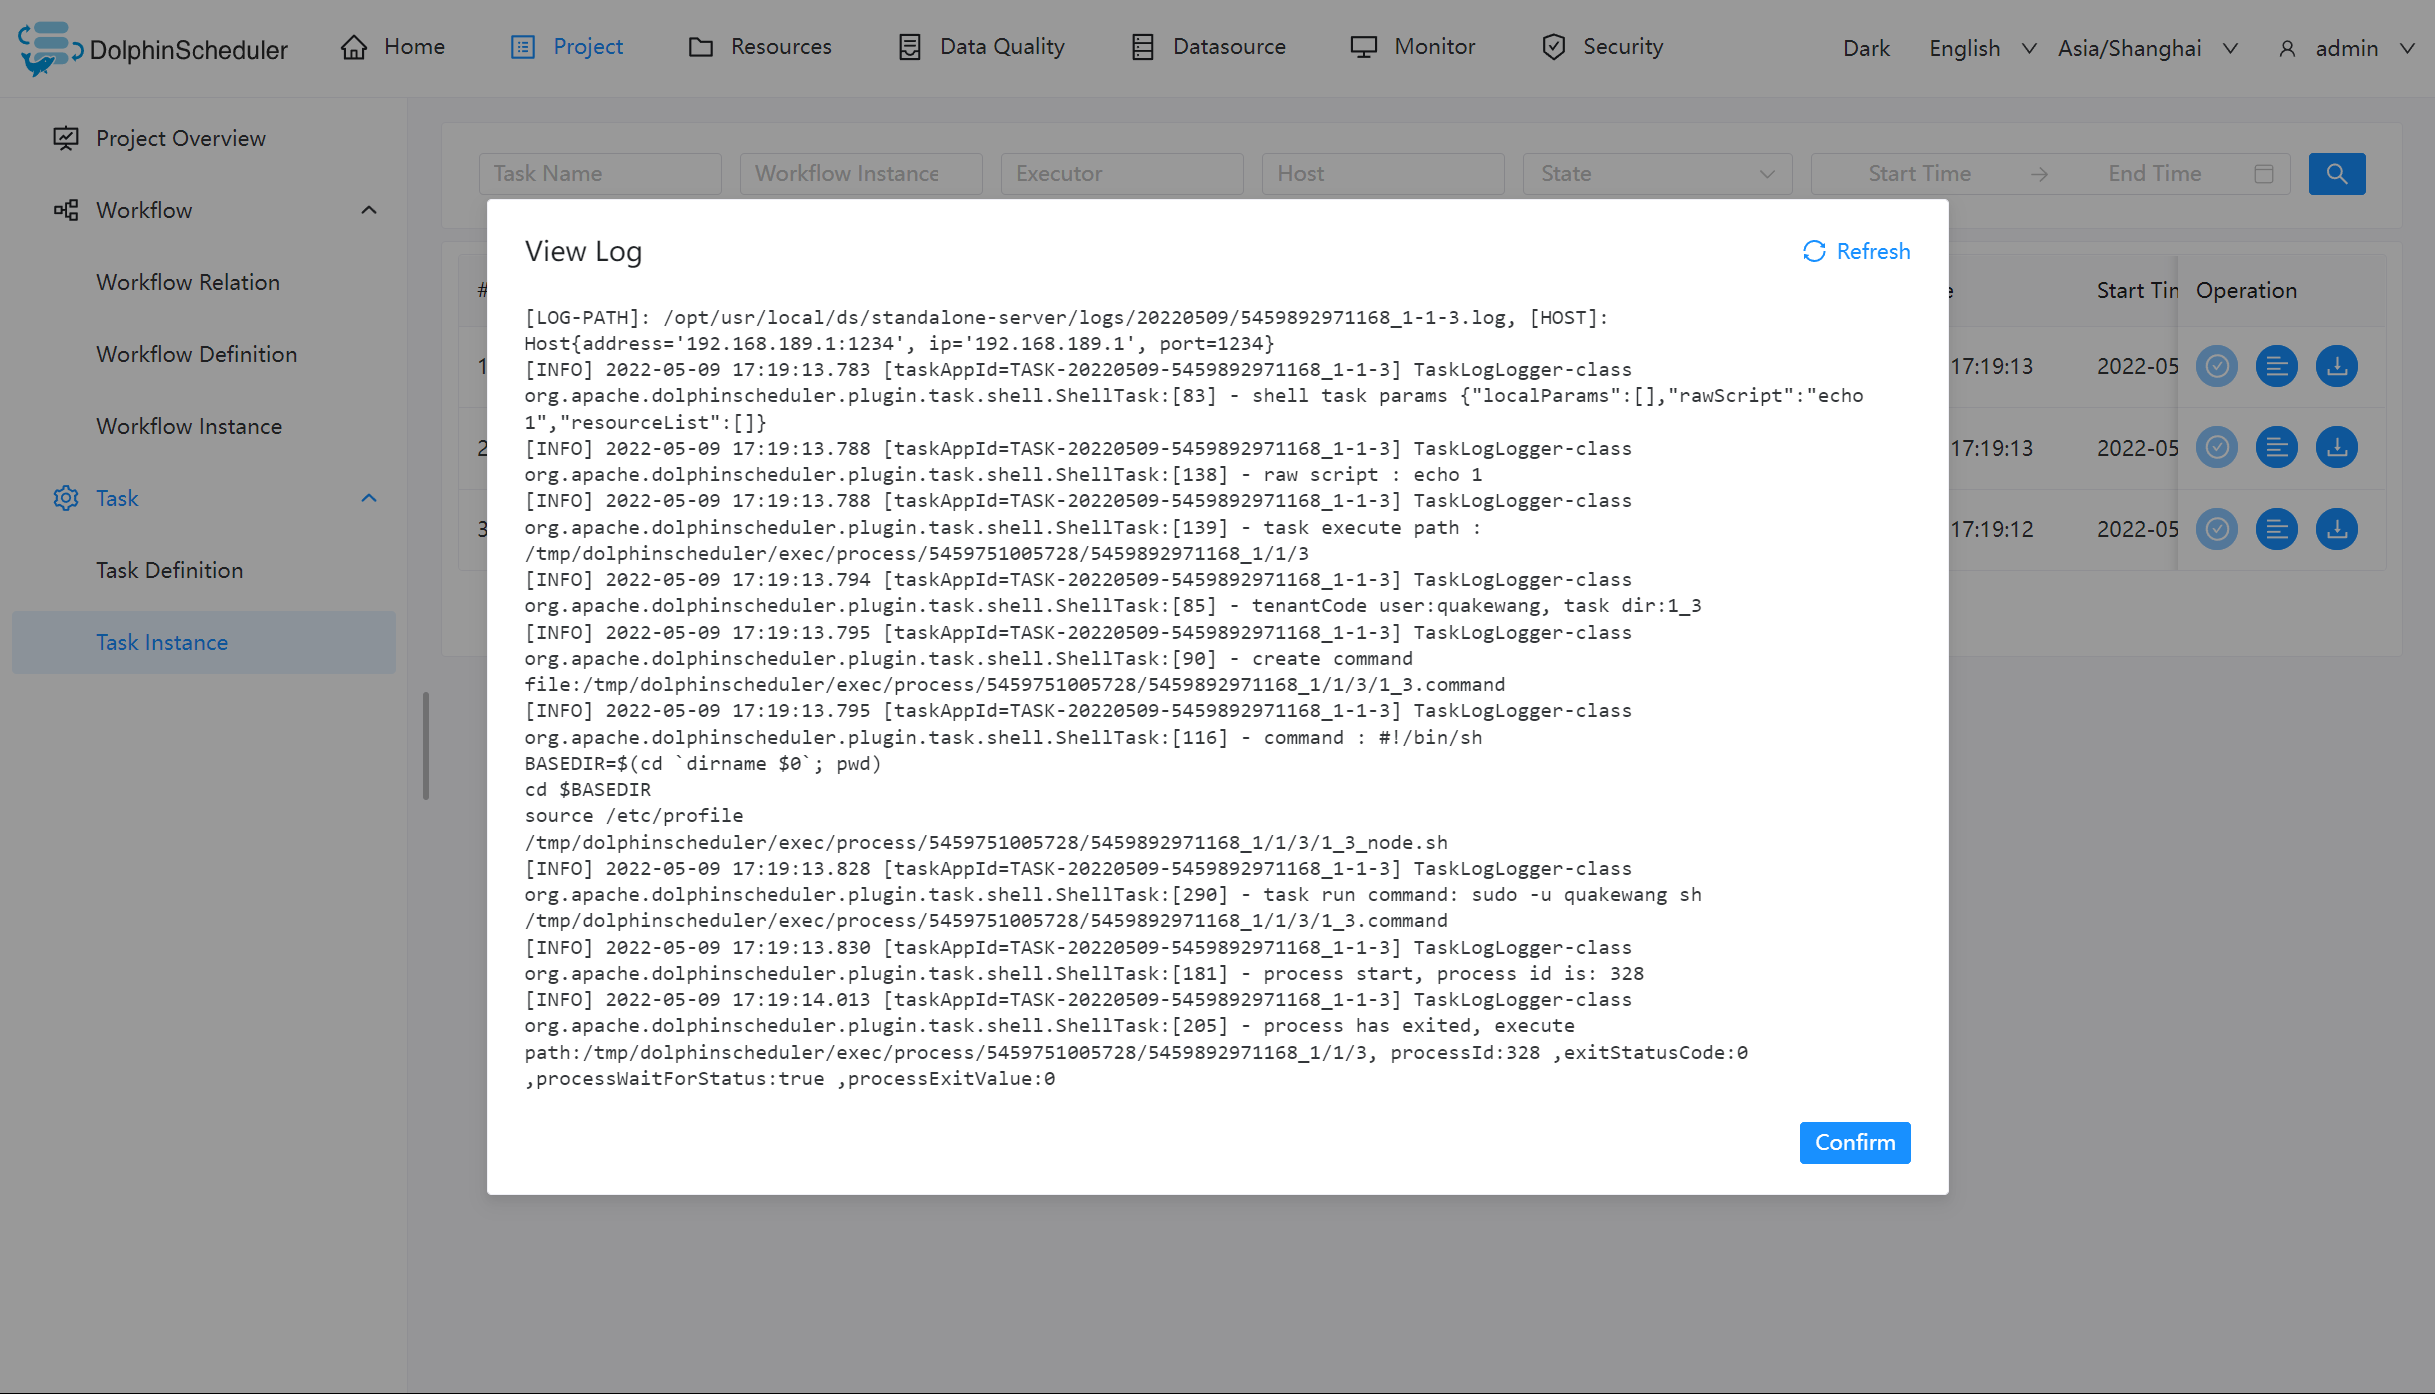 DolphinScheduler
Home
Project
Resources
Data Quality
Datasource
Monitor
Security
Dark
English
Asia/Shanghai
admin
Project Overview
Workflow
Workflow Relation
Workflow Definition
Workflow Instance
Task
Task Definition
Task Instance
Task Name
Workflow Instance
Executor
Host
State
Start Time
End Time
View Log
Refresh
[LOG-PATH]: /opt/usr/local/ds/standalone-server/logs/20220509/5459892971168_1-1-3.log, [HOST]:
Host{address='192.168.189.1:1234', ip='192.168.189.1', port=1234}
[INFO] 2022-05-09 17:19:13.783 [taskAppId=TASK-20220509-5459892971168_1-1-3] TaskLogLogger-class
org.apache.dolphinscheduler.plugin.task.shell.ShellTask:[83] - shell task params {"localParams":[],"rawScript":"echo
1","resourceList":[]}
[INFO] 2022-05-09 17:19:13.788 [taskAppId=TASK-20220509-5459892971168_1-1-3] TaskLogLogger-class
org.apache.dolphinscheduler.plugin.task.shell.ShellTask:[138] - raw script : echo 1
[INFO] 2022-05-09 17:19:13.788 [taskAppId=TASK-20220509-5459892971168_1-1-3] TaskLogLogger-class
org.apache.dolphinscheduler.plugin.task.shell.ShellTask:[139] - task execute path :
/tmp/dolphinscheduler/exec/process/5459751005728/5459892971168_1/1/3
[INFO] 2022-05-09 17:19:13.794 [taskAppId=TASK-20220509-5459892971168_1-1-3] TaskLogLogger-class
org.apache.dolphinscheduler.plugin.task.shell.ShellTask:[85] - tenantCode user:quakewang, task dir:1_3
[INFO] 2022-05-09 17:19:13.795 [taskAppId=TASK-20220509-5459892971168_1-1-3] TaskLogLogger-class
org.apache.dolphinscheduler.plugin.task.shell.ShellTask:[90] - create command
file:/tmp/dolphinscheduler/exec/process/5459751005728/5459892971168_1/1/3/1_3.command
[INFO] 2022-05-09 17:19:13.795 [taskAppId=TASK-20220509-5459892971168_1-1-3] TaskLogLogger-class
org.apache.dolphinscheduler.plugin.task.shell.ShellTask:[116] - command : #!/bin/sh
BASEDIR=$(cd `dirname $0`; pwd)
cd $BASEDIR
source /etc/profile
/tmp/dolphinscheduler/exec/process/5459751005728/5459892971168_1/1/3/1_3_node.sh
[INFO] 2022-05-09 17:19:13.828 [taskAppId=TASK-20220509-5459892971168_1-1-3] TaskLogLogger-class
org.apache.dolphinscheduler.plugin.task.shell.ShellTask:[290] - task run command: sudo -u quakewang sh
/tmp/dolphinscheduler/exec/process/5459751005728/5459892971168_1/1/3/1_3.command
[INFO] 2022-05-09 17:19:13.830 [taskAppId=TASK-20220509-5459892971168_1-1-3] TaskLogLogger-class
org.apache.dolphinscheduler.plugin.task.shell.ShellTask:[181] - process start, process id is: 328
[INFO] 2022-05-09 17:19:14.013 [taskAppId=TASK-20220509-5459892971168_1-1-3] TaskLogLogger-class
org.apache.dolphinscheduler.plugin.task.shell.ShellTask:[205] - process has exited, execute
path:/tmp/dolphinscheduler/exec/process/5459751005728/5459892971168_1/1/3, processId:328 ,exitStatusCode:0
,processWaitForStatus:true ,processExitValue:0
Confirm
#
Start Tin
Operation
1
17:19:13
2022-05
2
17:19:13
2022-05
3
17:19:12
2022-05